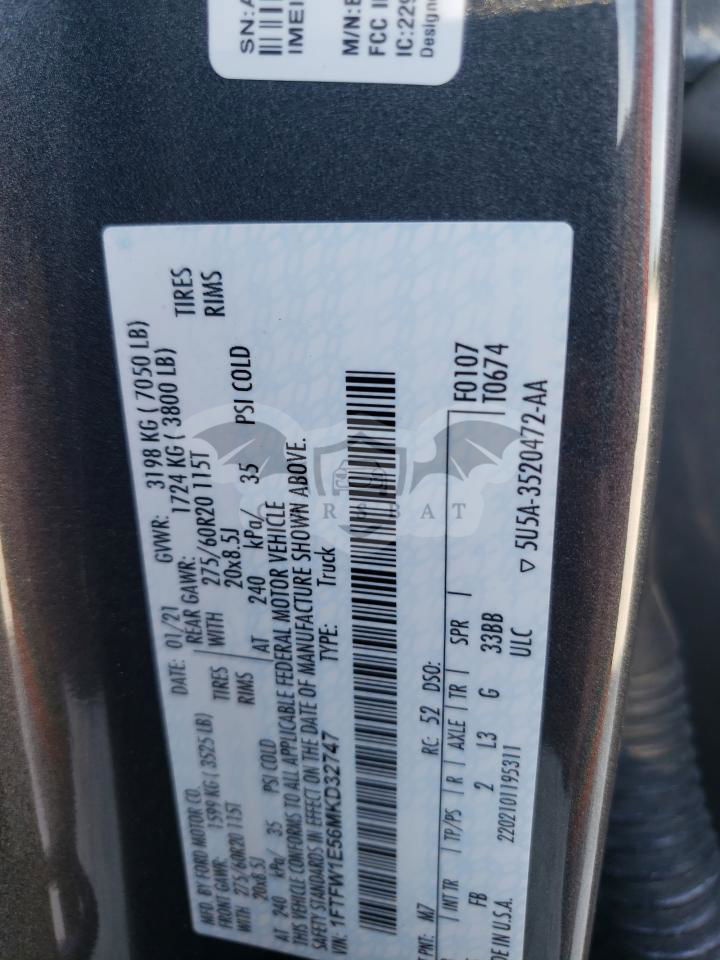 SN:A
IMEI
M/N:E
FCC I
IC:229
Designe
MFD. BY FORD MOTOR CO.
DATE: 01/21 GVWR: 3198 KG ( 7050 LB)
FRONT GAWR: 1599 KG ( 3525 LB) REAR GAWR: 1724 KG ( 3800 LB)
WITH 275/60R20 115T TIRES WITH 275/60R20 115T TIRES
20x8.5J RIMS 20x8.5J RIMS
AT 240 kPa/ 35 PSI COLD AT 240 kPa/ 35 PSI COLD
THIS VEHICLE CONFORMS TO ALL APPLICABLE FEDERAL MOTOR VEHICLE
SAFETY STANDARDS IN EFFECT ON THE DATE OF MANUFACTURE SHOWN ABOVE.
VIN: 1FTFW1E56MKD32747 TYPE: Truck
CARSBAT
PNT: M7 RC: 52 DSO: F0107
INT TR TP/PS R AXLE TR SPR T0674
FB 2 L3 G 33BB
IN U.S.A. 2202101195311 ULC ▽ 5U5A-3520472-AA